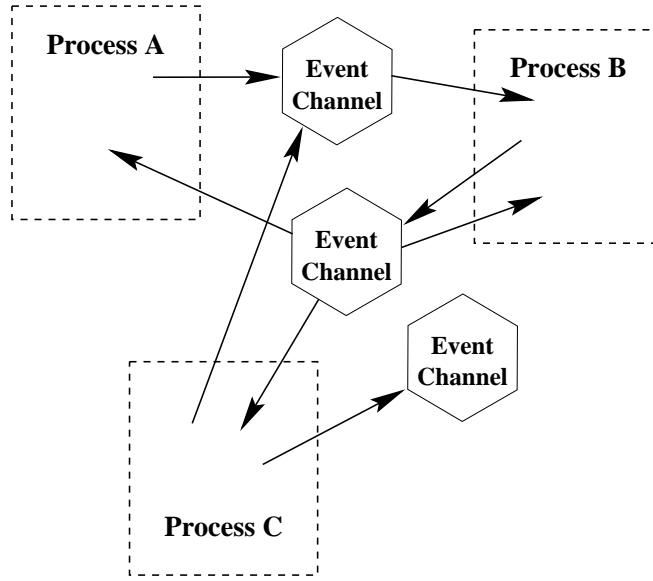 Process A
Event
Channel
Process B
Event
Channel
Event
Channel
Process C